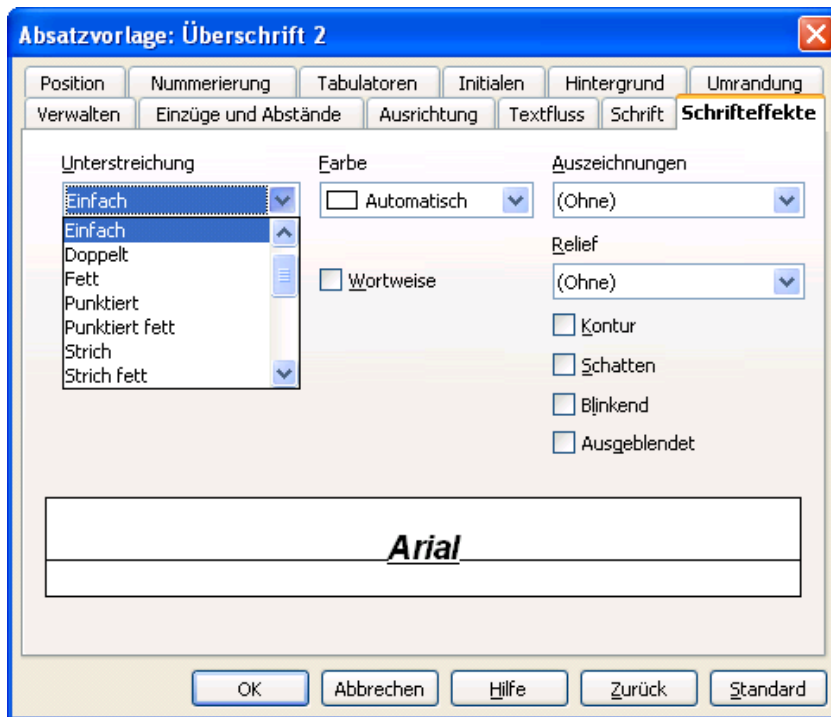 Absatzvorlage: Überschrift 2
Position Nummerierung Tabulatoren Initialen Hintergrund Umrandung
Verwalten Einzüge und Abstände Ausrichtung Textfluss Schrift Schrifteffekte
Unterstreichung Farbe Auszeichnungen
Einfach Automatisch (Ohne)
Einfach
Doppelt
Fett
Punktiert
Punktiert fett
Strich
Strich fett
Wortweise
Relief
(Ohne)
Kontur
Schatten
Blinkend
Ausgeblendet
Arial
OK Abbrechen Hilfe Zurück Standard